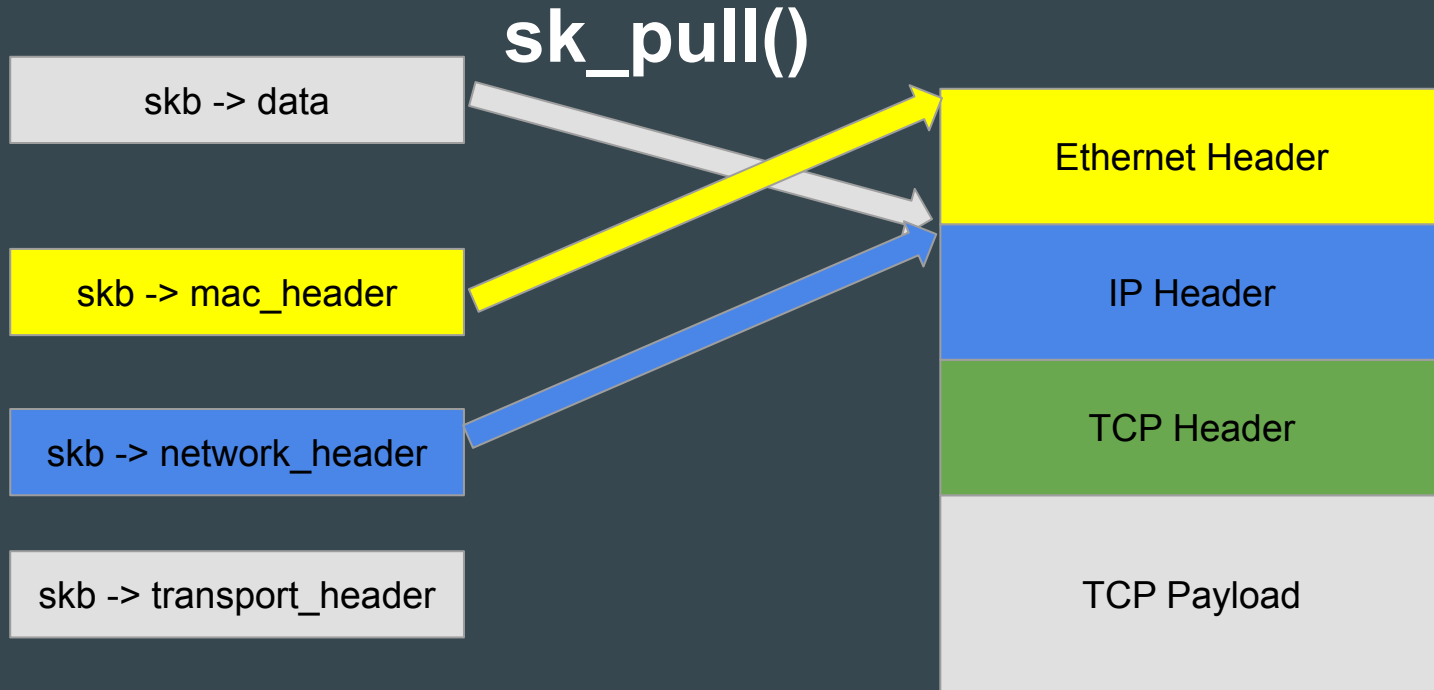 sk_pull()
skb -> data
skb -> mac_header
skb -> network_header
skb -> transport_header
Ethernet Header
IP Header
TCP Header
TCP Payload